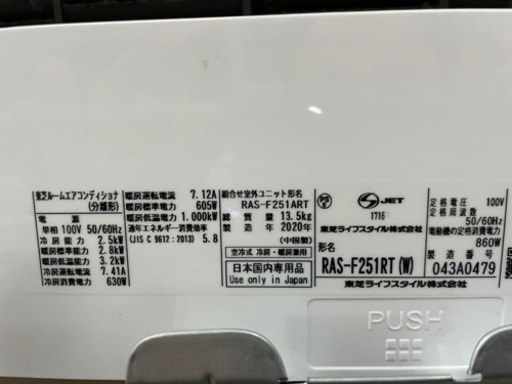 東芝ルームエアコンディショナ
(分離形)
電源
単相 100V 50/60Hz
冷房能力 2.5kW
暖房標準能力 2.8kW
暖房低温能力 3.2kW
冷房運転電流 7.41A
冷房消費電力 630W
暖房運転電流 7.12A
暖房標準電力 605W
暖房低温電力 1.000kW
通年エネルギー消費効率
(JIS C 9612:2013) 5.8
組合せ室外ユニット形名
RAS-F251ART
総質量 13.5kg
製造年 2020年
(中国製)
空冷式 冷房・暖房兼用
日本国内専用品
Use only in Japan
PS E
JET
1716
東芝ライフスタイル株式会社
形名
RAS-F251RT(W)
定格電圧 100V
定格周波数
50/60Hz
電動機の定格消費電力
860W
043A0479
東芝ライフスタイル株式会社
PUSH